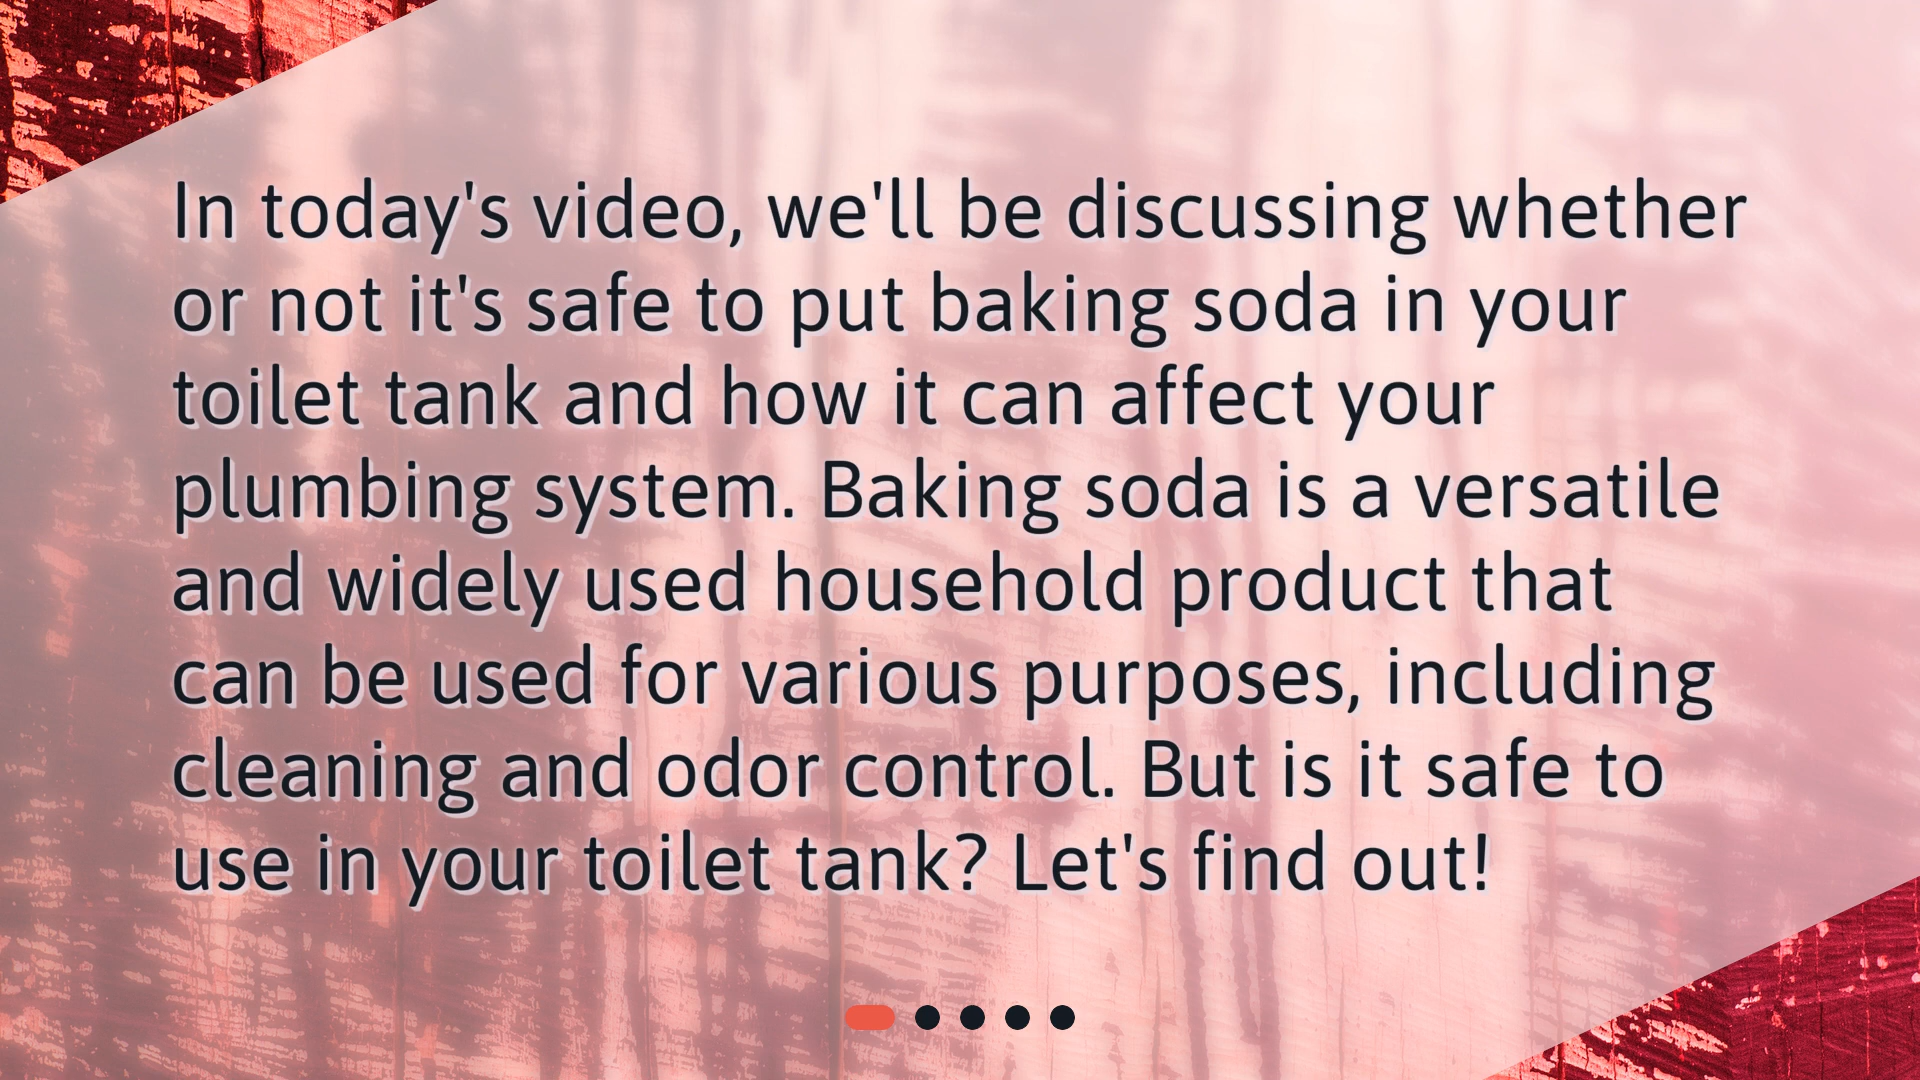 In today's video, we'll be discussing whether
or not it's safe to put baking soda in your
toilet tank and how it can affect your
plumbing system. Baking soda is a versatile
and widely used household product that
can be used for various purposes, including
cleaning and odor control. But is it safe to
use in your toilet tank? Let's find out!